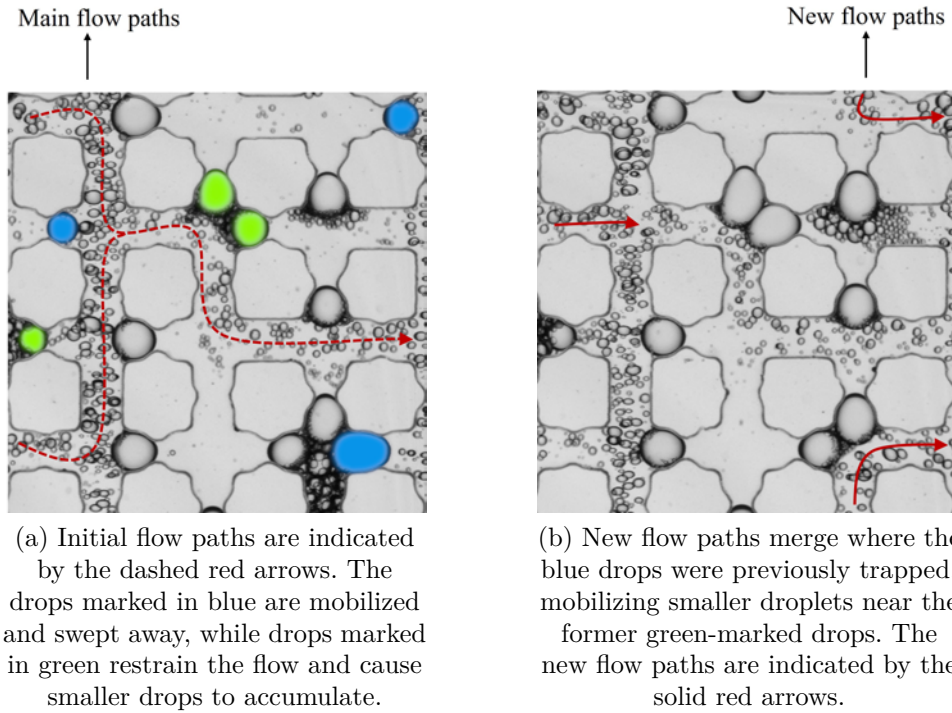 Main flow paths
New flow paths
(a) Initial flow paths are indicated
by the dashed red arrows. The
drops marked in blue are mobilized
and swept away, while drops marked
in green restrain the flow and cause
smaller drops to accumulate.
(b) New flow paths merge where the
blue drops were previously trapped
mobilizing smaller droplets near the
former green-marked drops. The
new flow paths are indicated by the
solid red arrows.